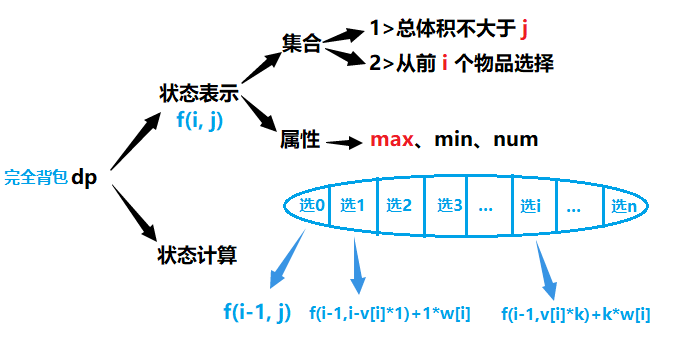 1>总体积不大于 j
集合
2>从前 i 个物品选择
状态表示
f(i, j)
属性
max、min、num
完全背包 dp
选0 选1 选2 选3 ... 选i ... 选n
状态计算
f(i-1, j) f(i-1,i-v[i]*1)+1*w[i] f(i-1,v[i]*k)+k*w[i]